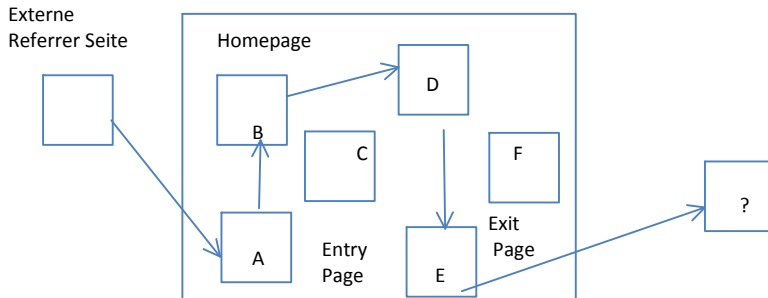 Externe
Referrer Seite
Homepage
D
B
C
F
?
A
Entry
Page
E
Exit
Page